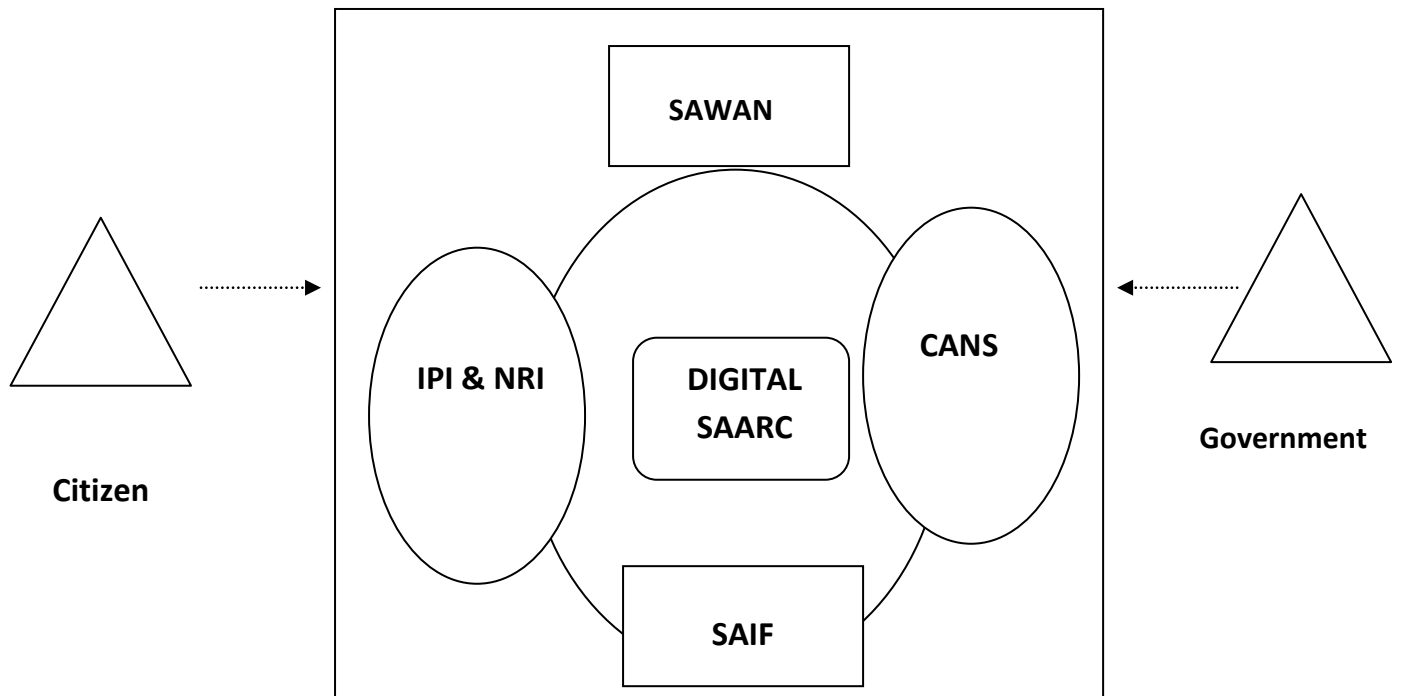 SAWAN
CANS
IPI & NRI
DIGITAL
SAARC
Government
Citizen
SAIF